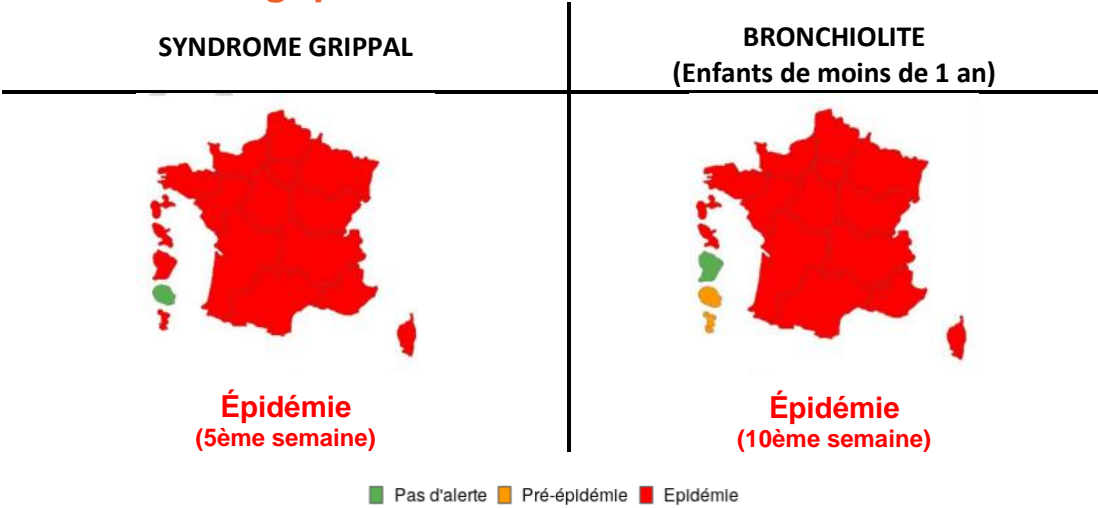 SYNDROME GRIPPAL
BRONCHIOLITE
(Enfants de moins de 1 an)
Épidémie
(5ème semaine)
Épidémie
(10ème semaine)
Pas d'alerte Pré-épidémie Epidémie